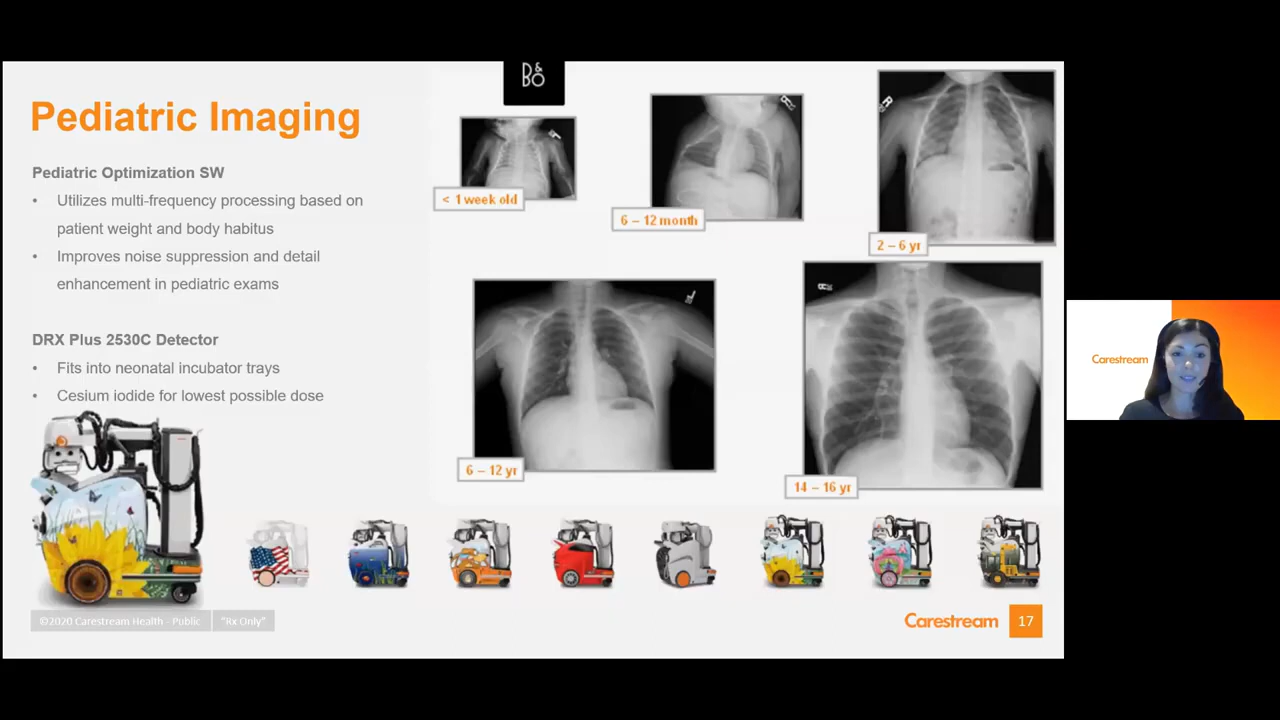 B&O
Pediatric Imaging
Pediatric Optimization SW
• Utilizes multi-frequency processing based on
patient weight and body habitus
• Improves noise suppression and detail
enhancement in pediatric exams
DRX Plus 2530C Detector
• Fits into neonatal incubator trays
• Cesium iodide for lowest possible dose
< 1 week old
6 – 12 month
2 – 6 yr
6 – 12 yr
14 – 16 yr
L
R
©2020 Carestream Health - Public
"Rx Only"
Carestream
17
Carestream